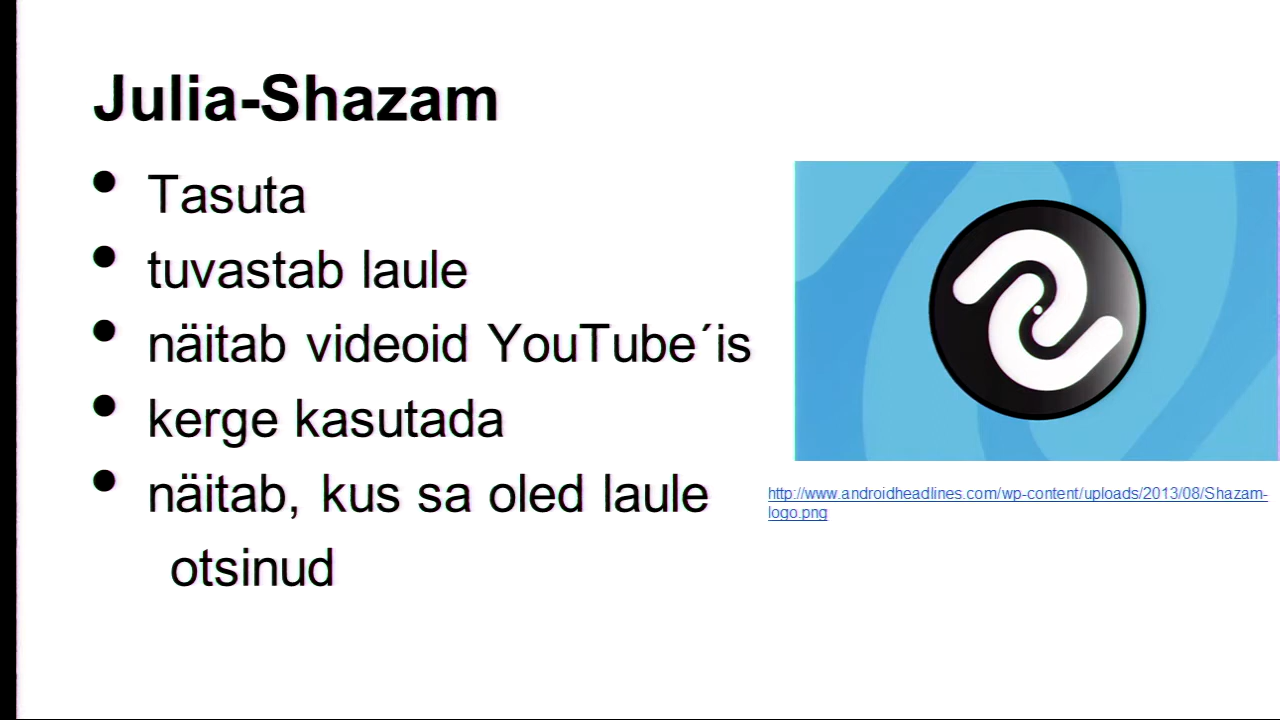 Julia-Shazam
• Tasuta
• tuvastab laule
• näitab videoid YouTube´is
• kerge kasutada
• näitab, kus sa oled laule
otsinud
http://www.androidheadlines.com/wp-content/uploads/2013/08/Shazam-
logo.png